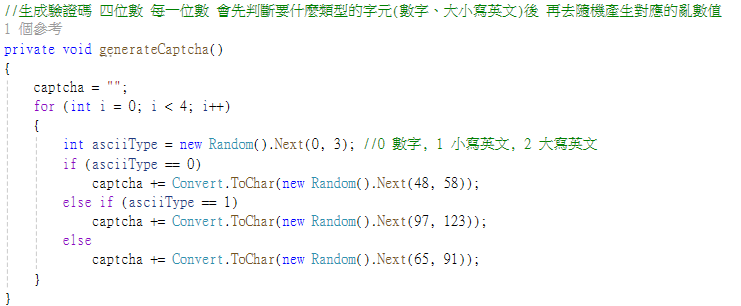 //生成驗證碼 四位數 每一位數 會先判斷要什麼類型的字元(數字、大小寫英文)後 再去隨機產生對應的亂數值
1 個參考
private void generateCaptcha()
{
    captcha = "";
    for (int i = 0; i < 4; i++)
    {
        int asciiType = new Random().Next(0, 3); //0 數字, 1 小寫英文, 2 大寫英文
        if (asciiType == 0)
            captcha += Convert.ToChar(new Random().Next(48, 58));
        else if (asciiType == 1)
            captcha += Convert.ToChar(new Random().Next(97, 123));
        else
            captcha += Convert.ToChar(new Random().Next(65, 91));
    }
}